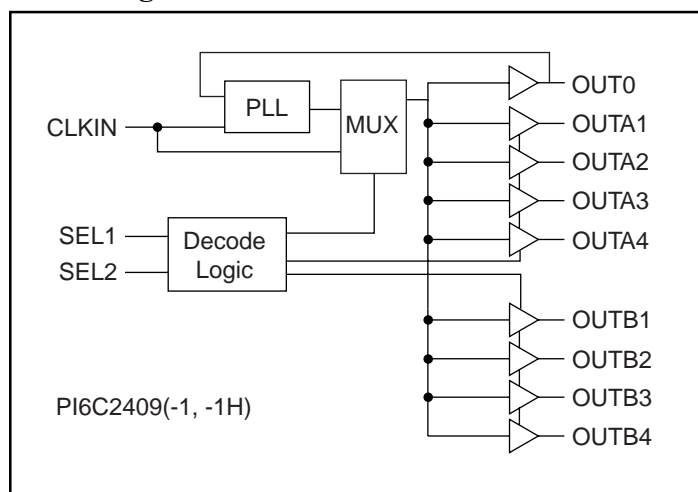 PLL
MUX
CLKIN
OUT0
OUTA1
OUTA2
OUTA3
OUTA4
SEL1
SEL2
Decode
Logic
OUTB1
OUTB2
OUTB3
OUTB4
PI6C2409(-1, -1H)